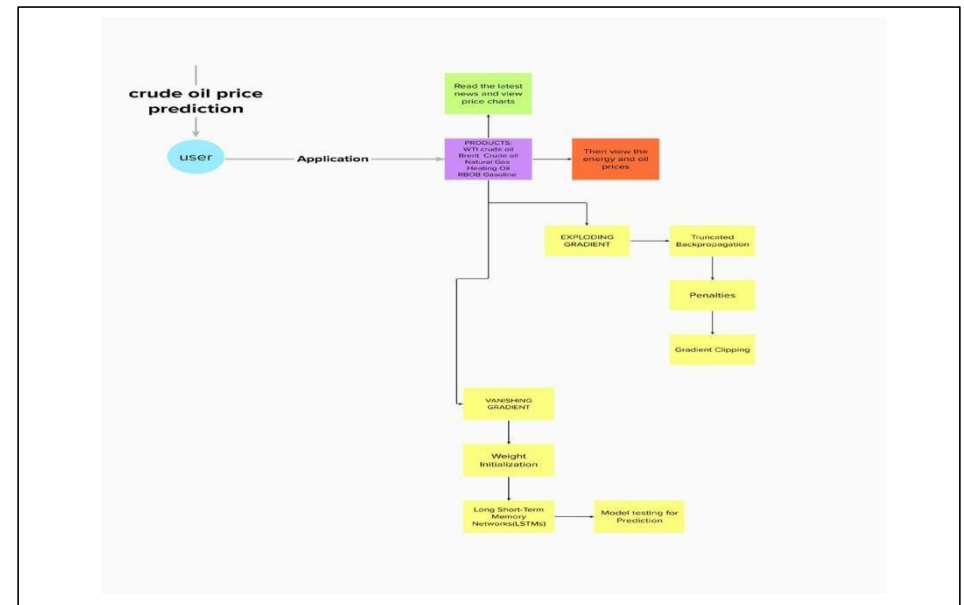 crude oil price
prediction
user
Application
Read the latest
news and view
price charts
PRODUCTS:
WTI crude oil
Brent Crude oil
Natural Gas
Heating Oil
RBOB Gasoline
Then view the
energy and oil
prices
EXPLODING
GRADIENT
Truncated
Backpropagation
Penalties
Gradient Clipping
VANISHING
GRADIENT
Weight
Initialization
Long Short-Term
Memory
Networks(LSTMs)
Model testing for
Prediction